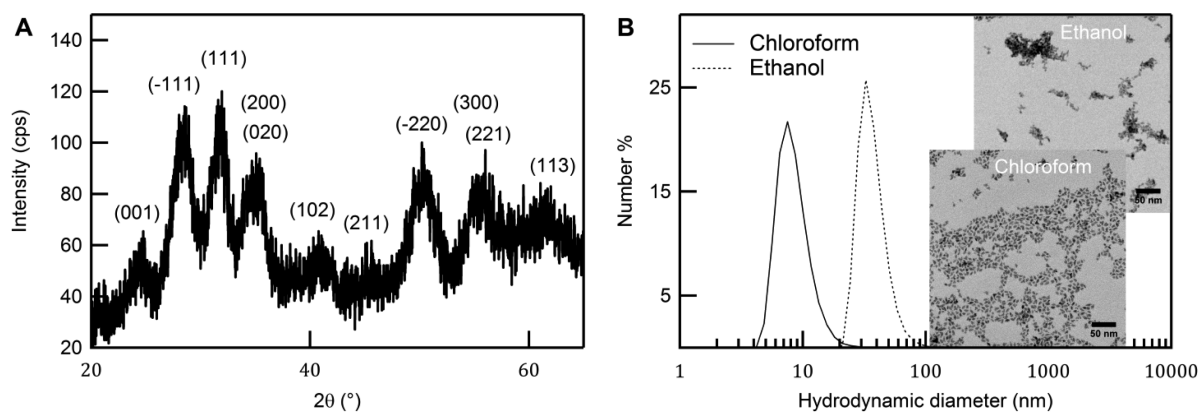 A
140
120
100
80
60
40
20
Intensity (cps)
(001)
(-111)
(111)
(200)
(020)
(102)
(211)
(-220)
(300)
(221)
(113)
20
40
60
2θ (°)
B
Chloroform
Ethanol
25
15
5
Number %
Ethanol
50 nm
Chloroform
50 nm
1
10
100
1000
10000
Hydrodynamic diameter (nm)